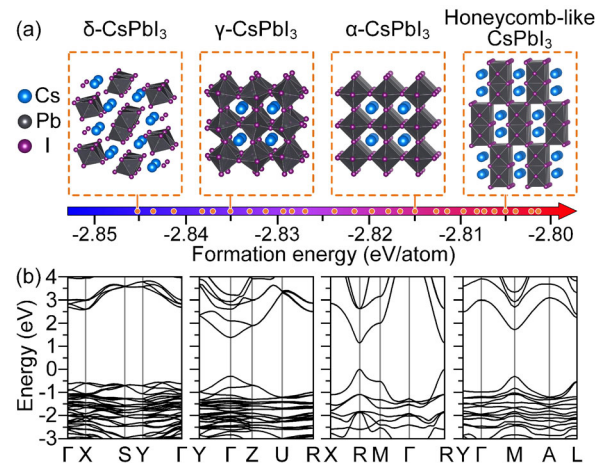 (a)
δ-CsPbI₃
γ-CsPbI₃
α-CsPbI₃
Honeycomb-like
CsPbI₃
Cs
Pb
I
-2.85 -2.84 -2.83 -2.82 -2.81 -2.80
Formation energy (eV/atom)
(b)
Energy (eV)
4
3
2
1
0
-1
-2
-3
Γ X S Y Γ
Y Γ Z U R
X R M Γ R
Y Γ M A L